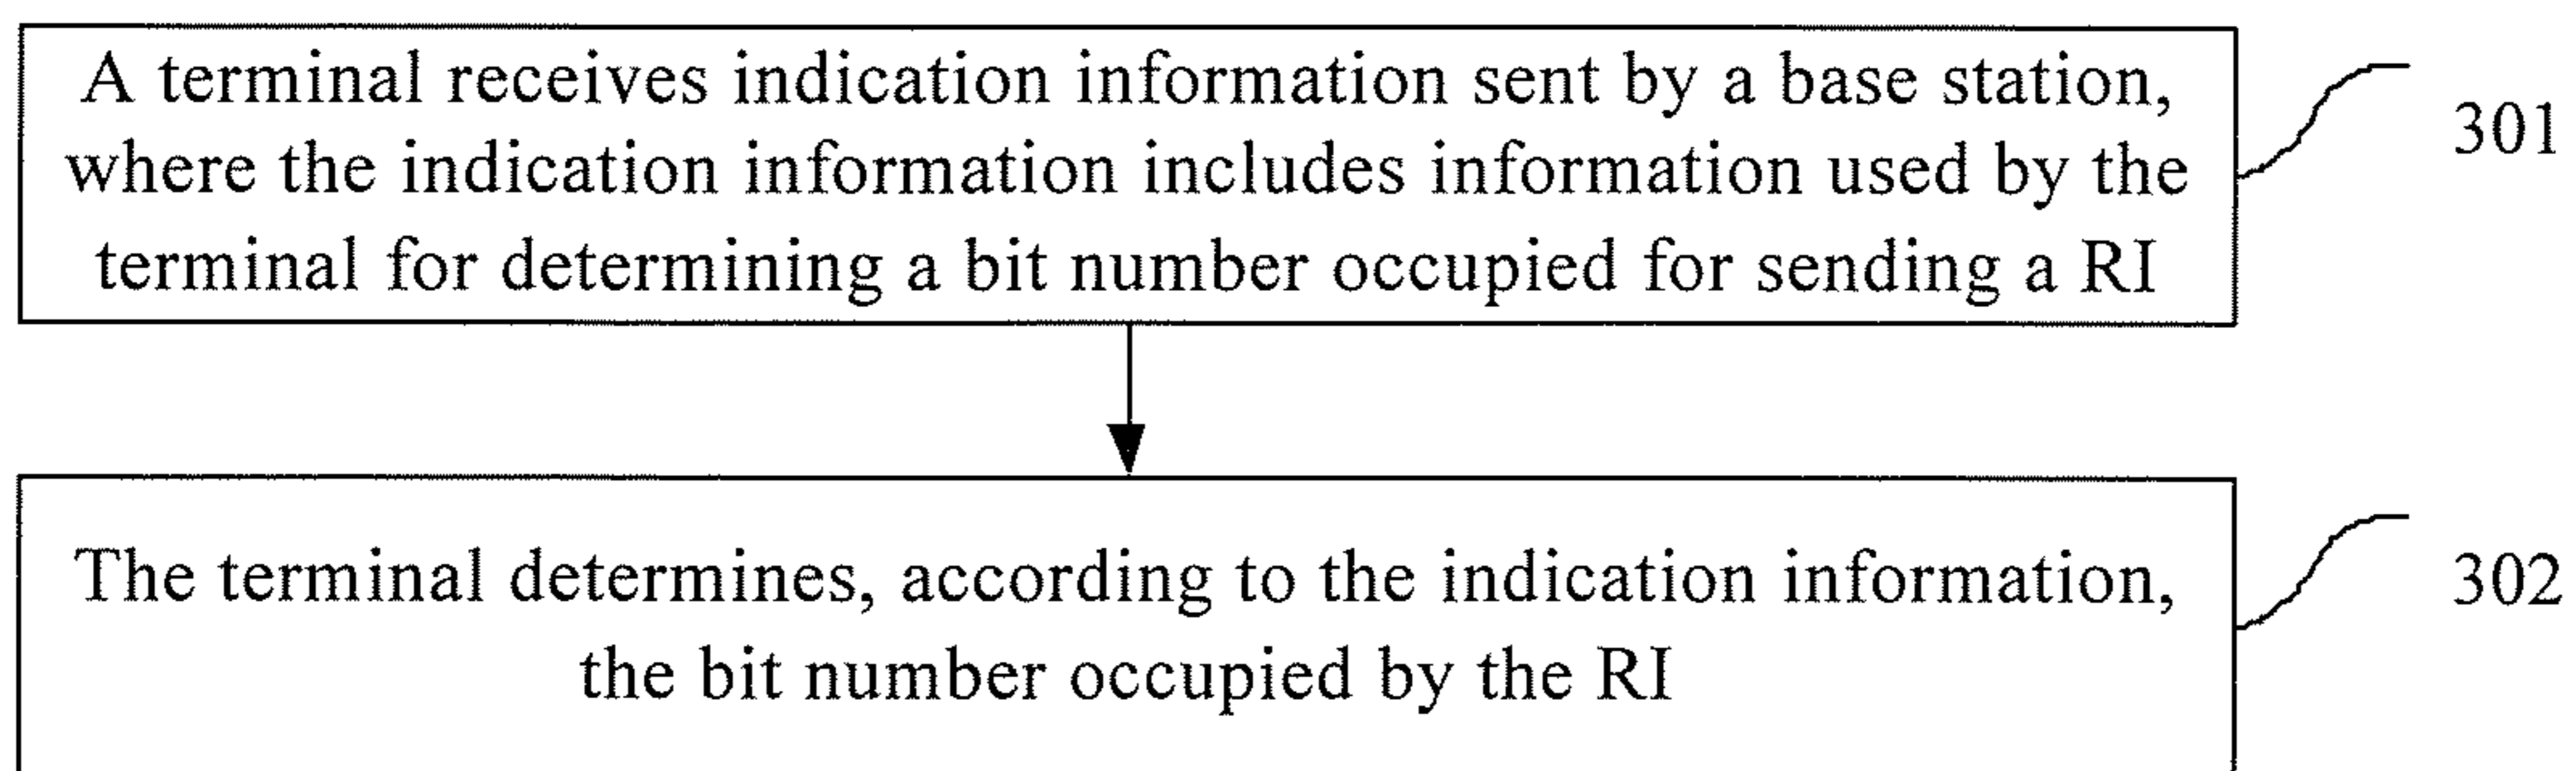 A terminal receives indication information sent by a base station,
where the indication information includes information used by the
terminal for determining a bit number occupied for sending a RI
301
The terminal determines, according to the indication information,
the bit number occupied by the RI
302